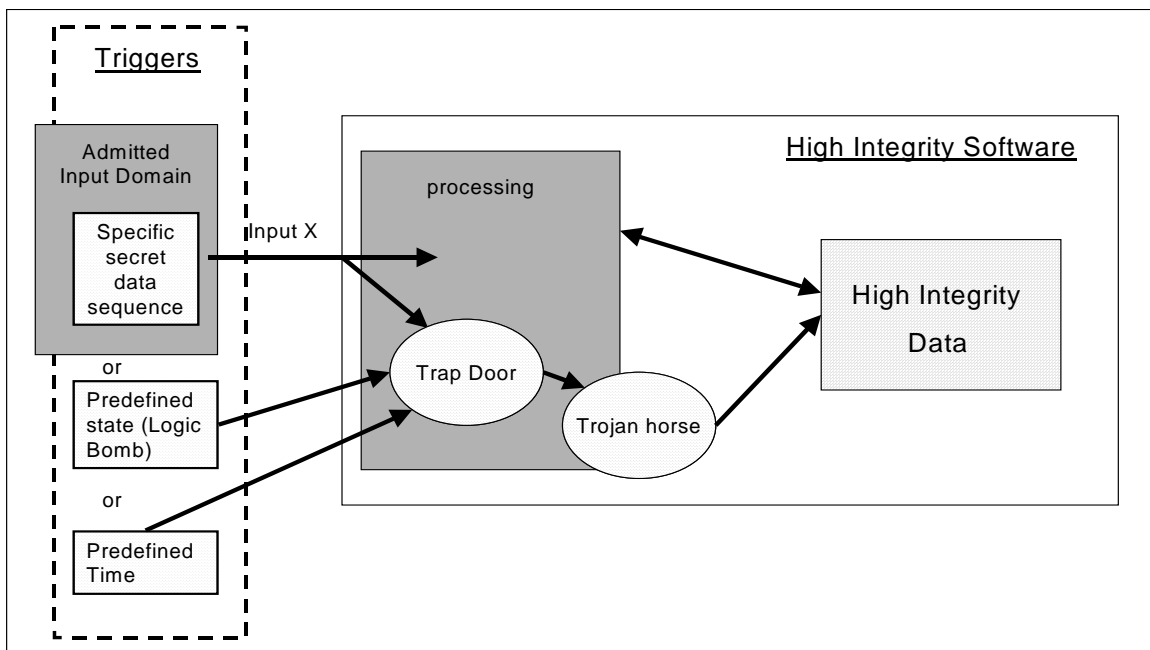 Triggers
Admitted
Input Domain
Specific
secret
data
sequence
or
Predefined
state (Logic
Bomb)
or
Predefined
Time
Input X
High Integrity Software
processing
Trap Door
Trojan horse
High Integrity
Data